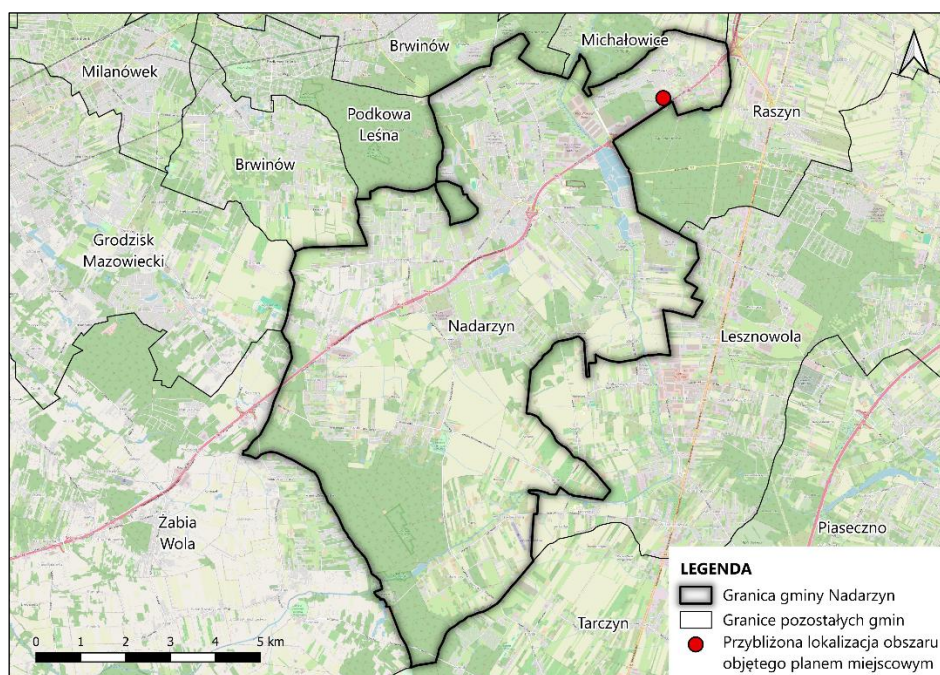 Brwinów
Michałowice
Milanówek
Podkowa
Leśna
Raszyn
Brwinów
Grodzisk
Mazowiecki
Nadarzyn
Lesznowola
Żabia
Wola
Piaseczno
Tarczyn
LEGENDA
Granica gminy Nadarzyn
Granice pozostałych gmin
Przybliżona lokalizacja obszaru
objętego planem miejscowym
0 1 2 3 4 5 km